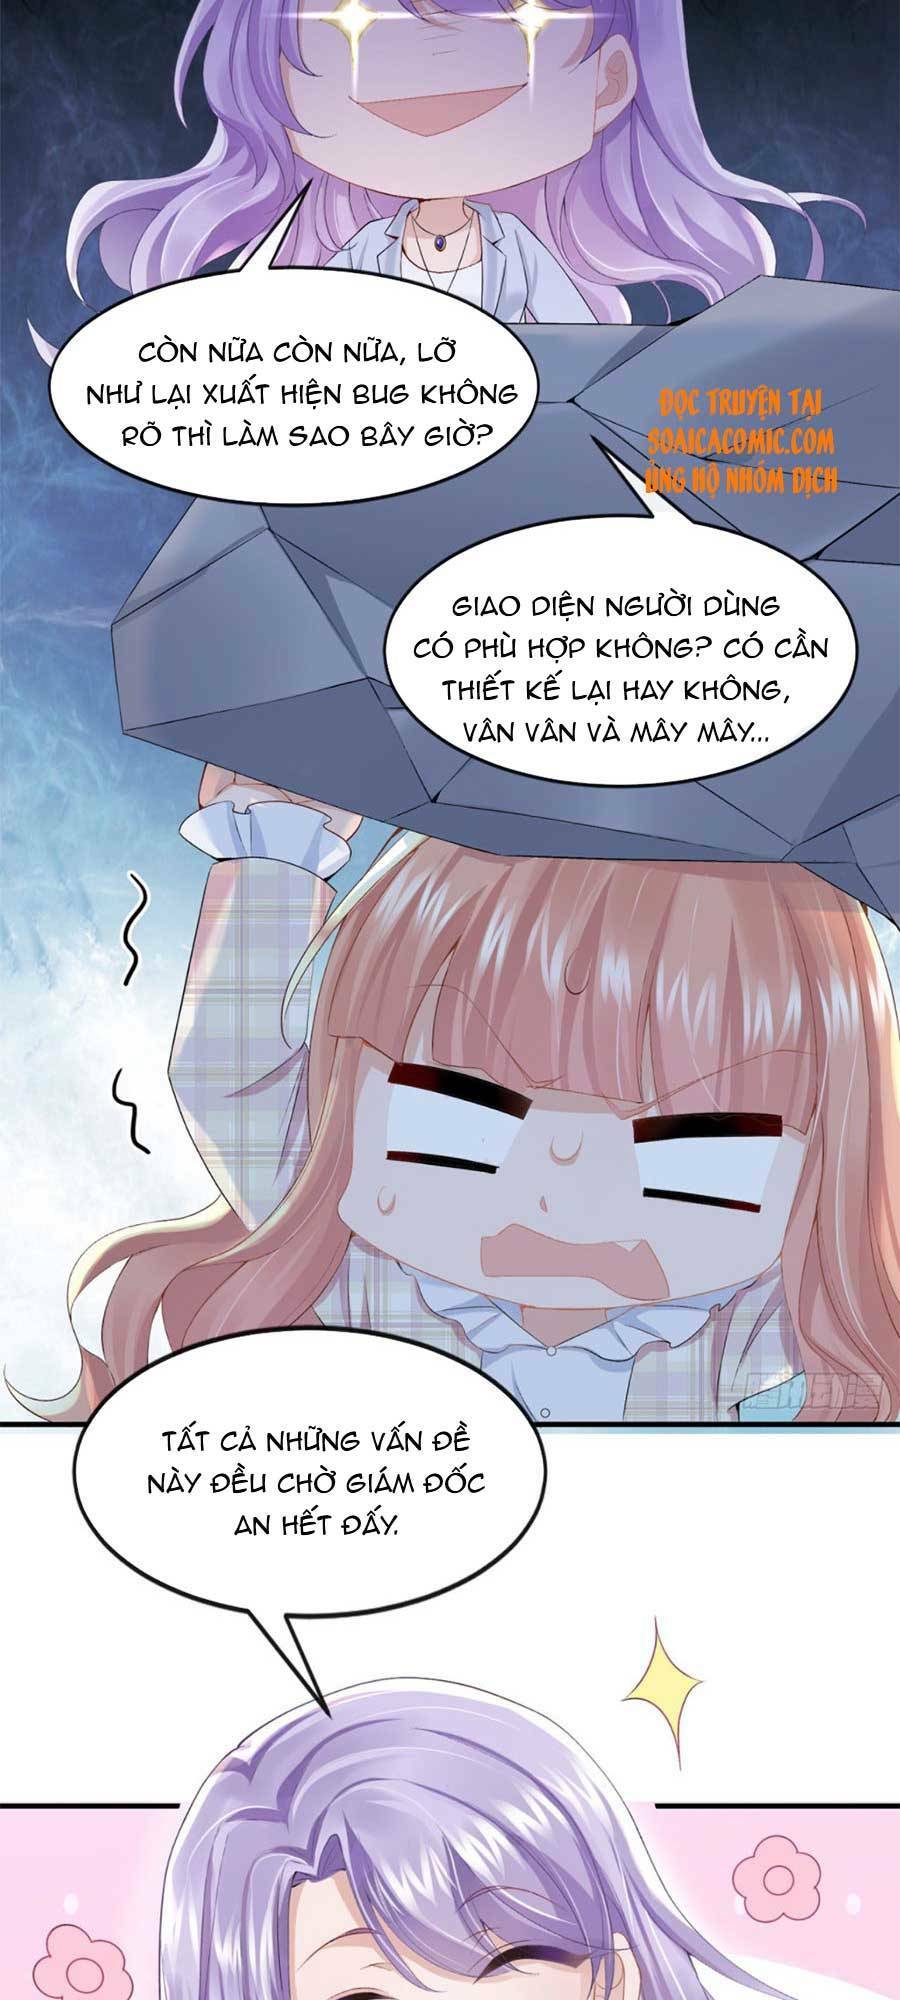 CÒN NỮA CÒN NỮA, LỠ
NHƯ LẠI XUẤT HIỆN BUG KHÔNG
RÕ THÌ LÀM SAO BÂY GIỜ?
ĐỌC TRUYỆN TẠI
SOAICACOMIC.COM
ỦNG HỘ NHÓM DỊCH
GIAO DIỆN NGƯỜI DÙNG
CÓ PHÙ HỢP KHÔNG? CÓ CẦN
THIẾT KẾ LẠI HAY KHÔNG,
VÂN VÂN VÀ MÂY MÂY...
TẤT CẢ NHỮNG VẤN ĐỀ
NÀY ĐỀU CHỜ GIÁM ĐỐC
AN HẾT ĐẤY.